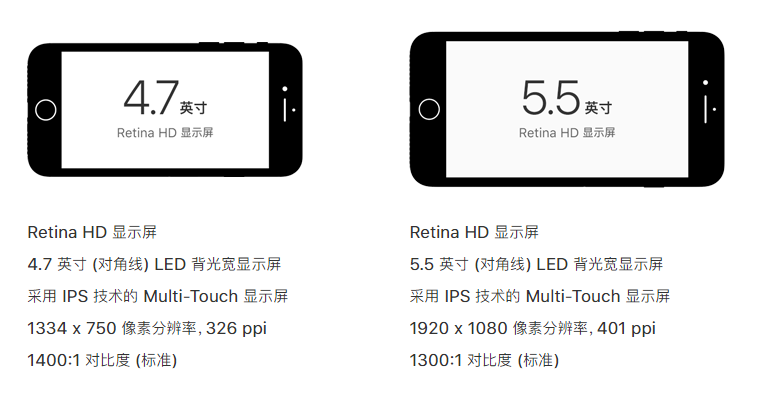 4.7 英寸
Retina HD 显示屏
5.5 英寸
Retina HD 显示屏
Retina HD 显示屏
4.7 英寸 (对角线) LED 背光宽显示屏
采用 IPS 技术的 Multi-Touch 显示屏
1334 x 750 像素分辨率, 326 ppi
1400:1 对比度 (标准)
Retina HD 显示屏
5.5 英寸 (对角线) LED 背光宽显示屏
采用 IPS 技术的 Multi-Touch 显示屏
1920 x 1080 像素分辨率, 401 ppi
1300:1 对比度 (标准)